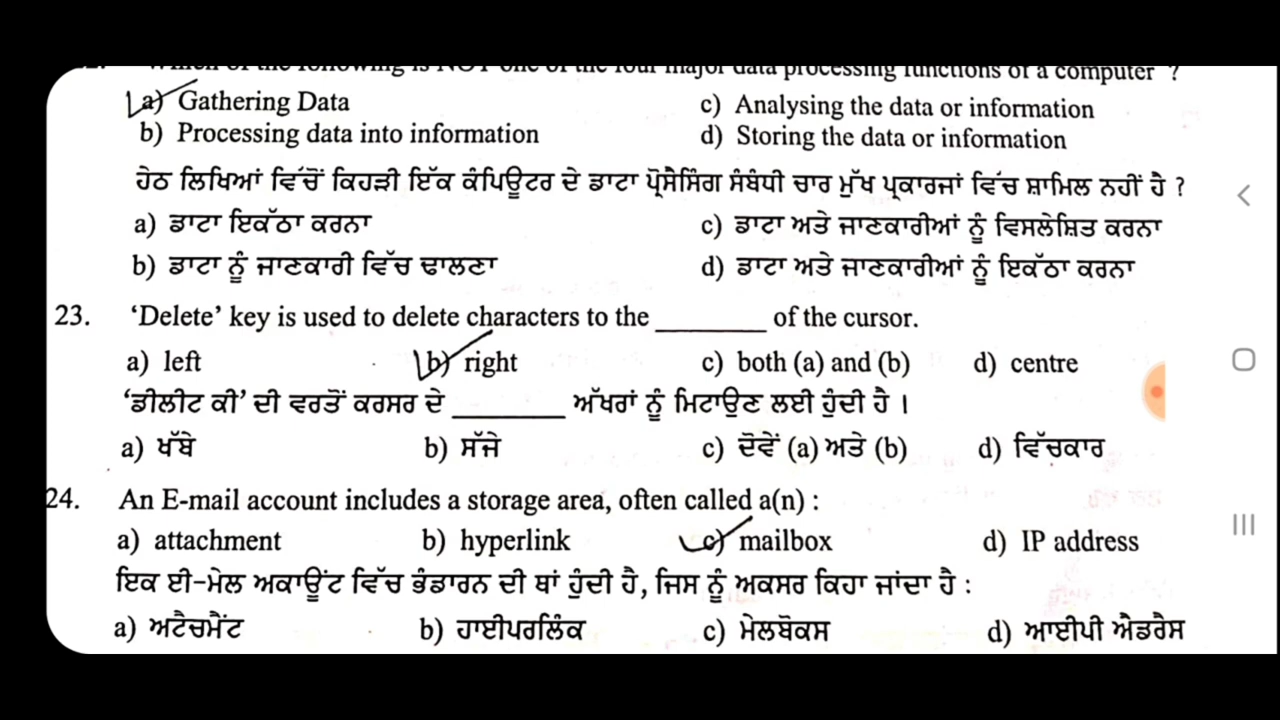 22. Which of the following is NOT one of the four major data processing functions of a computer ?
a) Gathering Data c) Analysing the data or information
b) Processing data into information d) Storing the data or information
ਹੇਠ ਲਿਖਿਆਂ ਵਿੱਚੋਂ ਕਿਹੜੀ ਇੱਕ ਕੰਪਿਊਟਰ ਦੇ ਡਾਟਾ ਪ੍ਰੋਸੈਸਿੰਗ ਸੰਬੰਧੀ ਚਾਰ ਮੁੱਖ ਪ੍ਰਕਾਰਜਾਂ ਵਿੱਚ ਸ਼ਾਮਿਲ ਨਹੀਂ ਹੈ ?
a) ਡਾਟਾ ਇਕੱਠਾ ਕਰਨਾ c) ਡਾਟਾ ਅਤੇ ਜਾਣਕਾਰੀਆਂ ਨੂੰ ਵਿਸਲੇਸ਼ਿਤ ਕਰਨਾ
b) ਡਾਟਾ ਨੂੰ ਜਾਣਕਾਰੀ ਵਿੱਚ ਢਾਲਣਾ d) ਡਾਟਾ ਅਤੇ ਜਾਣਕਾਰੀਆਂ ਨੂੰ ਇਕੱਠਾ ਕਰਨਾ
23. ‘Delete’ key is used to delete characters to the ________ of the cursor.
a) left b) right c) both (a) and (b) d) centre
‘ਡੀਲੀਟ ਕੀ’ ਦੀ ਵਰਤੋਂ ਕਰਸਰ ਦੇ ________ ਅੱਖਰਾਂ ਨੂੰ ਮਿਟਾਉਣ ਲਈ ਹੁੰਦੀ ਹੈ ।
a) ਖੱਬੇ b) ਸੱਜੇ c) ਦੋਵੇਂ (a) ਅਤੇ (b) d) ਵਿੱਚਕਾਰ
24. An E-mail account includes a storage area, often called a(n) :
a) attachment b) hyperlink c) mailbox d) IP address
ਇਕ ਈ-ਮੇਲ ਅਕਾਊਂਟ ਵਿੱਚ ਭੰਡਾਰਨ ਦੀ ਥਾਂ ਹੁੰਦੀ ਹੈ, ਜਿਸ ਨੂੰ ਅਕਸਰ ਕਿਹਾ ਜਾਂਦਾ ਹੈ :
a) ਅਟੈਚਮੈਂਟ b) ਹਾਈਪਰਲਿੰਕ c) ਮੇਲਬੋਕਸ d) ਆਈਪੀ ਐਡਰੈਸ